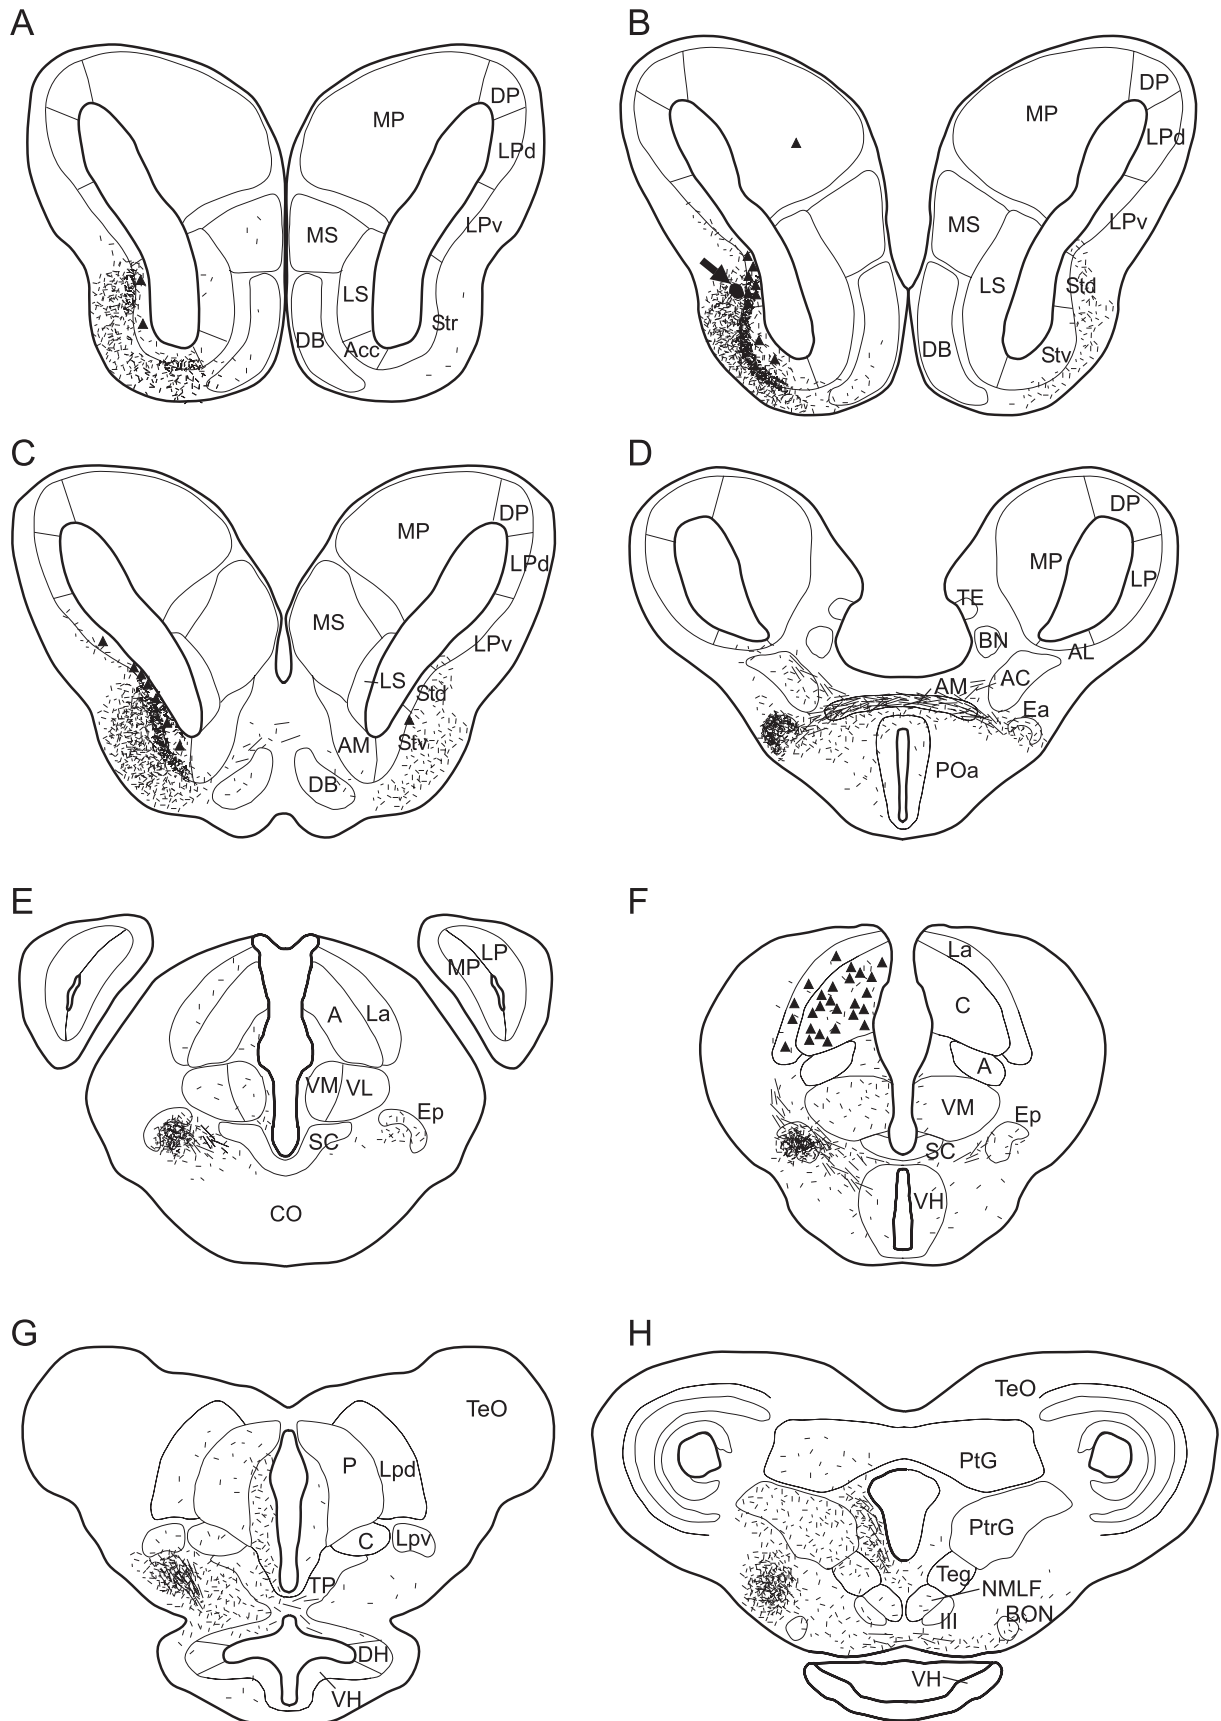 A
MP
DP
LPd
LPv
MS
LS
Str
DB
Acc
B
MP
DP
LPd
LPv
MS
LS
Std
DB
Stv
C
MP
DP
LPd
MS
LPv
LS
Std
AM
Stv
DB
D
DP
MP
LP
TE
BN
AL
AM
AC
Ea
POa
E
LP
MP
A
La
VM
VL
Ep
SC
CO
F
La
C
A
VM
Ep
SC
VH
G
TeO
P
Lpd
C
Lpv
TP
DH
VH
H
TeO
PtG
PtrG
Teg
NMLF
III
BON
VH